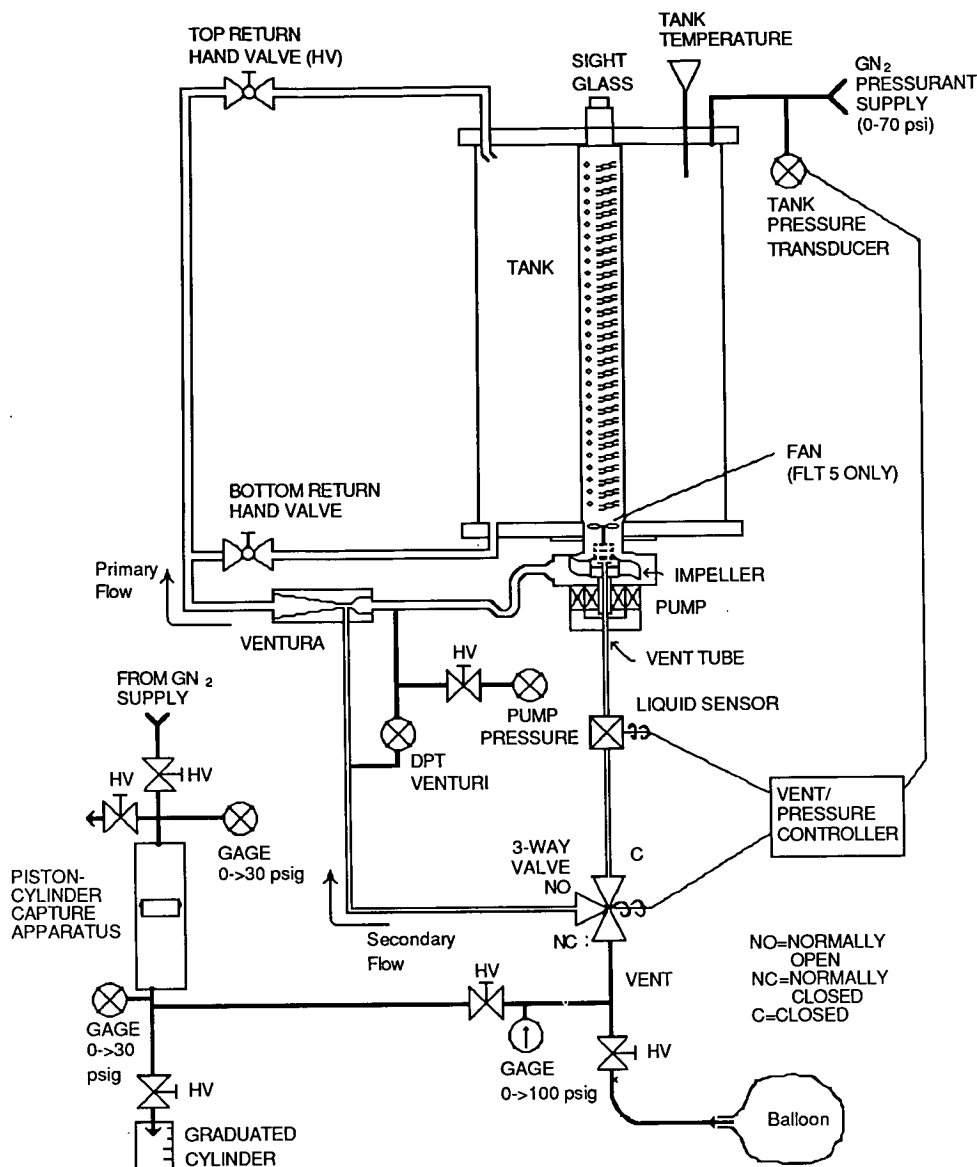 TOP RETURN
HAND VALVE (HV)
SIGHT
GLASS
TANK
TEMPERATURE
GN₂
PRESSURANT
SUPPLY
(0-70 psi)
TANK
PRESSURE
TRANSDUCER
TANK
FAN
(FLT 5 ONLY)
BOTTOM RETURN
HAND VALVE
Primary
Flow
IMPELLER
PUMP
VENTURA
VENT TUBE
HV
PUMP
PRESSURE
LIQUID SENSOR
DPT
VENTURI
FROM GN₂
SUPPLY
HV
HV
GAGE
0->30 psig
VENT/
PRESSURE
CONTROLLER
3-WAY
VALVE
NO
C
PISTON-
CYLINDER
CAPTURE
APPARATUS
Secondary
Flow
NC :
VENT
NO=NORMALLY
OPEN
NC=NORMALLY
CLOSED
C=CLOSED
HV
GAGE
0->30
psig
GAGE
0->100 psig
HV
HV
Balloon
GRADUATED
CYLINDER